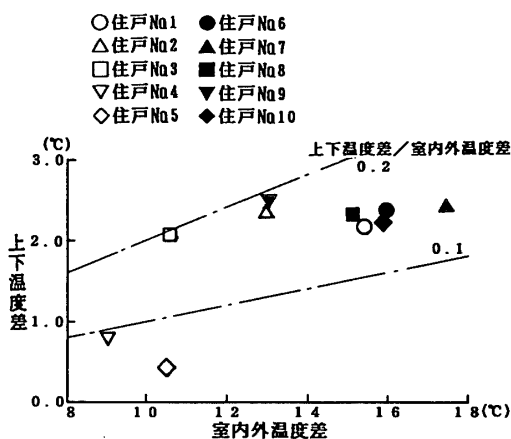 ○住戸№1 ●住戸№6
△住戸№2 ▲住戸№7
□住戸№3 ■住戸№8
▽住戸№4 ▼住戸№9
◇住戸№5 ◆住戸№10
(℃)
上下温度差/室内外温度差
3.0
0.2
2.0
0.1
1.0
0.0
上下温度差
8 10 12 14 16 18(℃)
室内外温度差